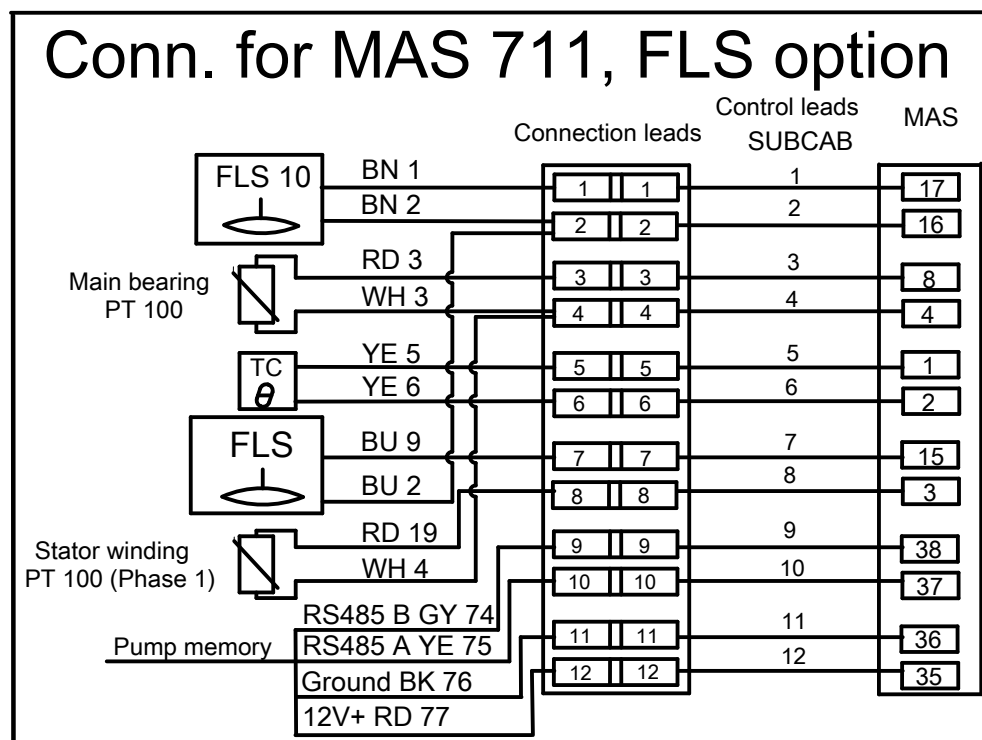 Conn. for MAS 711, FLS option
Connection leads
Control leads
SUBCAB
MAS
FLS 10
BN 1
1 1
1
17
BN 2
2 2
2
16
Main bearing
PT 100
RD 3
3 3
3
8
WH 3
4 4
4
4
TC
θ
YE 5
5 5
5
1
YE 6
6 6
6
2
FLS
BU 9
7 7
7
15
BU 2
8 8
8
3
Stator winding
PT 100 (Phase 1)
RD 19
9 9
9
38
WH 4
10 10
10
37
Pump memory
RS485 B GY 74
RS485 A YE 75
11 11
11
36
Ground BK 76
12 12
12
35
12V+ RD 77